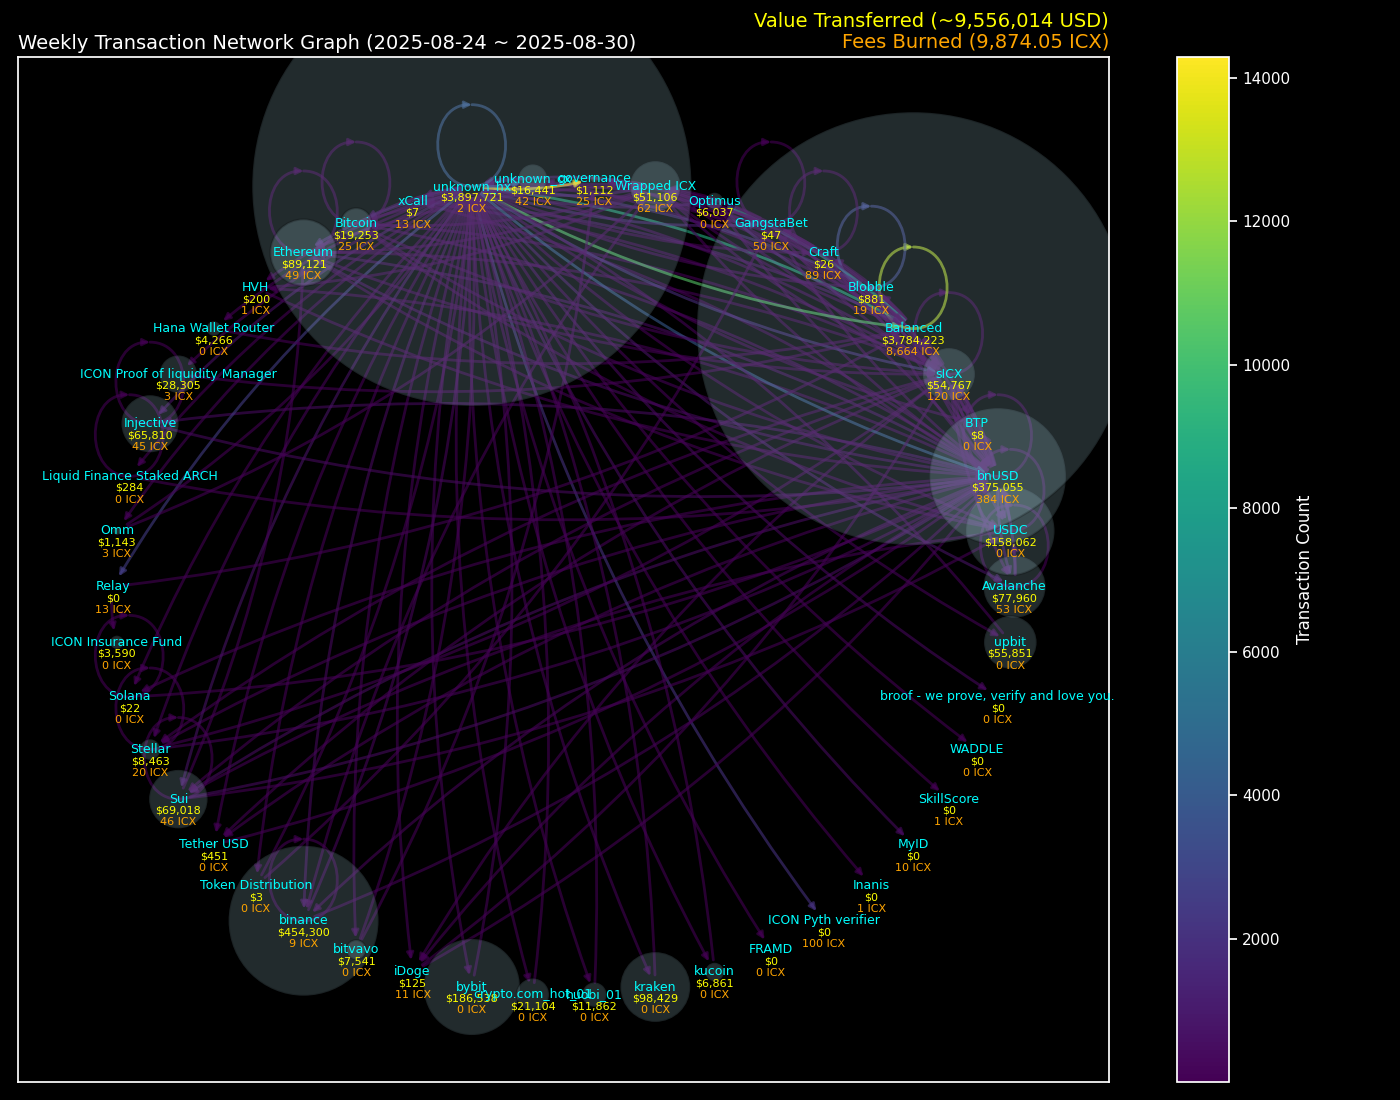 Value Transferred (~9,556,014 USD)
Weekly Transaction Network Graph (2025-08-24 ~ 2025-08-30)
Fees Burned (9,874.05 ICX)
unknown_hx
$3,897,721
2 ICX
unknown_cx
$16,441
42 ICX
governance
$1,112
25 ICX
Wrapped ICX
$51,106
62 ICX
Optimus
$6,037
0 ICX
GangstaBet
$47
50 ICX
Craft
$26
89 ICX
Blobble
$881
19 ICX
Balanced
$3,784,223
8,664 ICX
sICX
$54,767
120 ICX
BTP
$8
0 ICX
bnUSD
$375,055
384 ICX
USDC
$158,062
0 ICX
Avalanche
$77,960
53 ICX
upbit
$55,851
0 ICX
broof - we prove, verify and love you.
$0
0 ICX
WADDLE
$0
0 ICX
SkillScore
$0
1 ICX
MyID
$0
10 ICX
Inanis
$0
1 ICX
ICON Pyth verifier
$0
100 ICX
FRAMD
$0
0 ICX
kucoin
$6,861
0 ICX
kraken
$98,429
0 ICX
huobi_01
$11,862
0 ICX
crypto.com_hot_01
$21,104
0 ICX
bybit
$186,538
0 ICX
iDoge
$125
11 ICX
bitvavo
$7,541
0 ICX
binance
$454,300
9 ICX
Token Distribution
$3
0 ICX
Tether USD
$451
0 ICX
Sui
$69,018
46 ICX
Stellar
$8,463
20 ICX
Solana
$22
0 ICX
ICON Insurance Fund
$3,590
0 ICX
Relay
$0
13 ICX
Omm
$1,143
3 ICX
Liquid Finance Staked ARCH
$284
0 ICX
Injective
$65,810
45 ICX
ICON Proof of liquidity Manager
$28,305
3 ICX
Hana Wallet Router
$4,266
0 ICX
HVH
$200
1 ICX
Ethereum
$89,121
49 ICX
Bitcoin
$19,253
25 ICX
xCall
$7
13 ICX
14000
12000
10000
8000
6000
4000
2000
Transaction Count